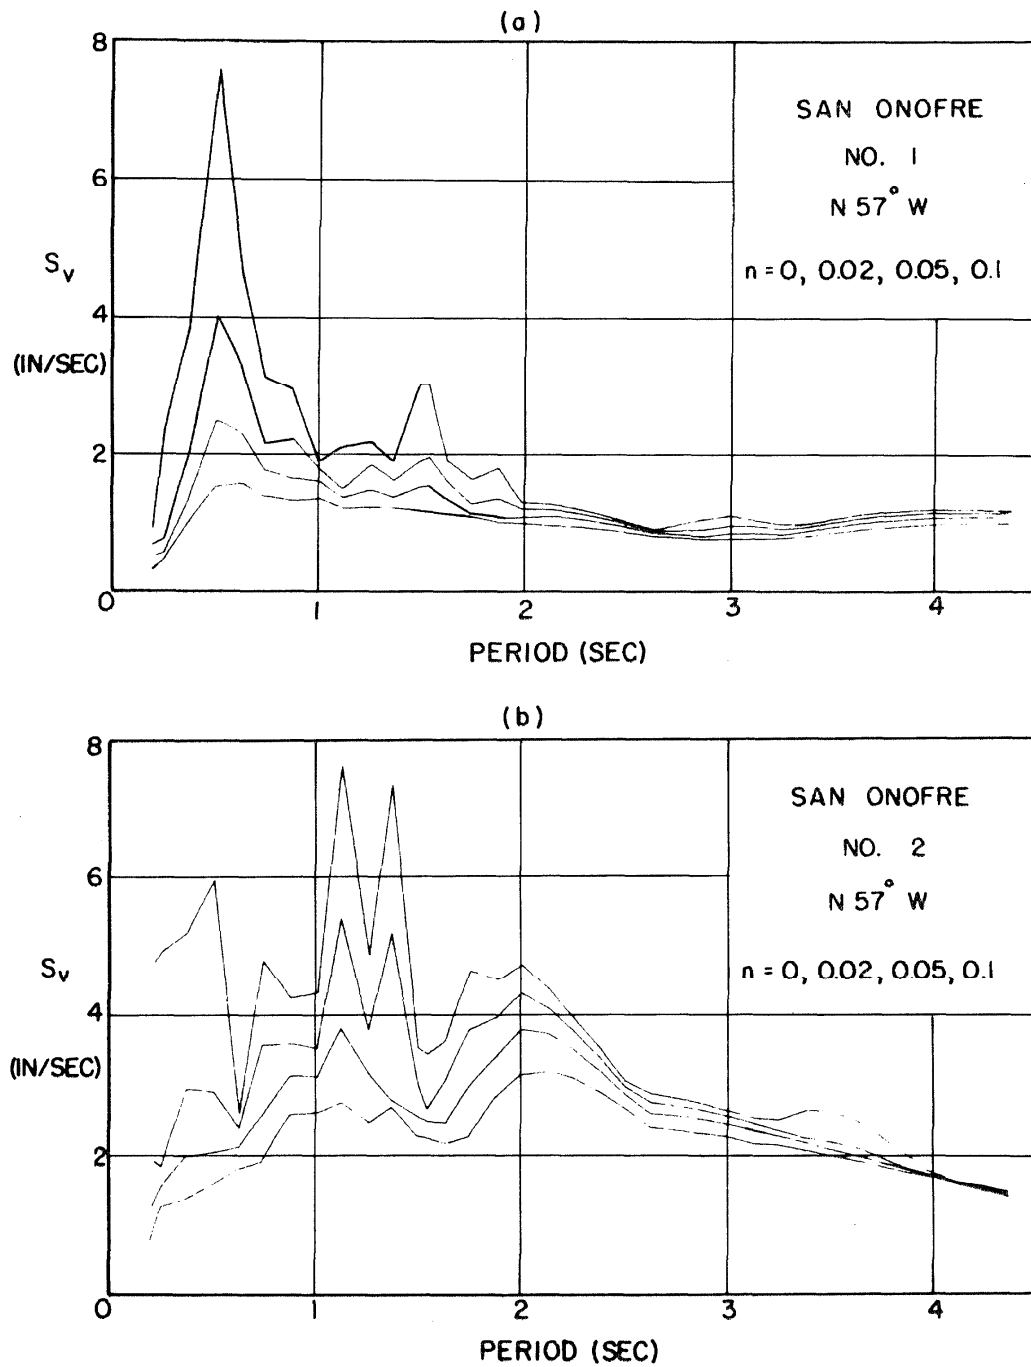 (a)
8
6
S_v
4
(IN/SEC)
2
0
1
2
3
4
PERIOD (SEC)
SAN ONOFRE
NO. 1
N 57° W
n = 0, 0.02, 0.05, 0.1
(b)
8
6
S_v
4
(IN/SEC)
2
0
1
2
3
4
PERIOD (SEC)
SAN ONOFRE
NO. 2
N 57° W
n = 0, 0.02, 0.05, 0.1